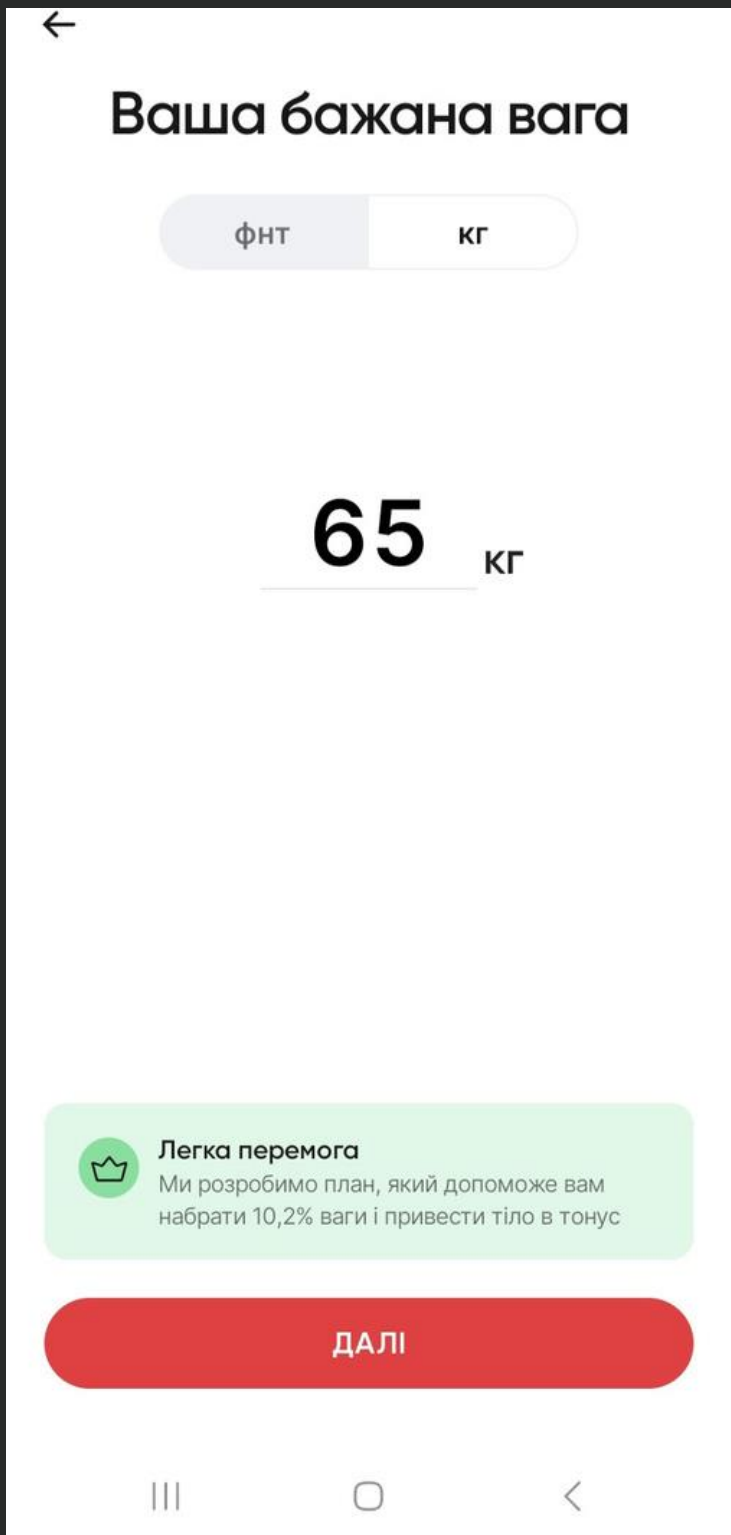 Ваша бажана вага
фнт кг
65 кг
Легка перемога
Ми розробимо план, який допоможе вам
набрати 10,2% ваги і привести тіло в тонус
ДАЛІ